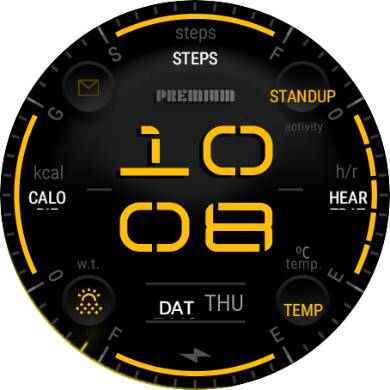 steps
STEPS
S F
PREMIUM
STANDUP
activity
G O
10
kcal h/r
CALO HEAR
08
°C
w.t. temp.
O E
DAT THU
TEMP
F E